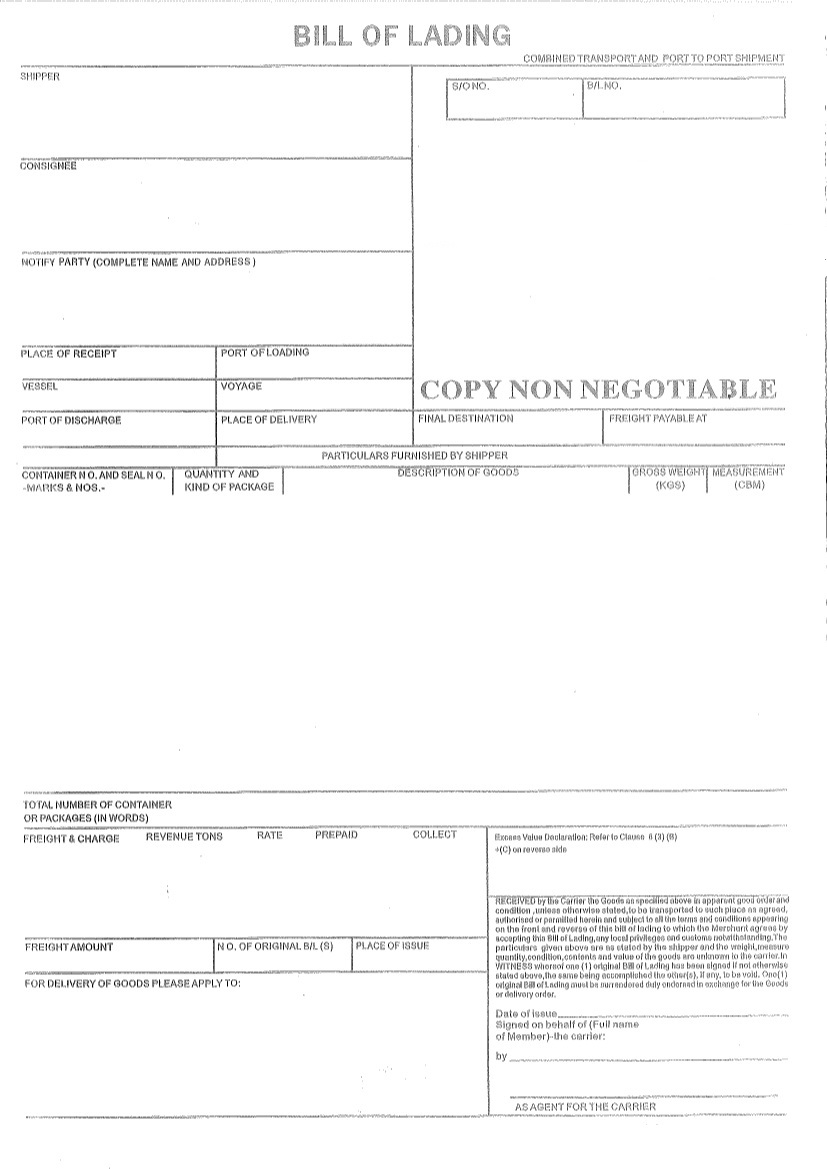 BILL OF LADING
COMBINED TRANSPORT AND PORT TO PORT SHIPMENT
SHIPPER
S/O NO.
B/L NO.
CONSIGNEE
NOTIFY PARTY (COMPLETE NAME AND ADDRESS )
PLACE OF RECEIPT
PORT OF LOADING
VESSEL
VOYAGE
COPY NON NEGOTIABLE
PORT OF DISCHARGE
PLACE OF DELIVERY
FINAL DESTINATION
FREIGHT PAYABLE AT
PARTICULARS FURNISHED BY SHIPPER
CONTAINER NO. AND SEAL NO.
-MARKS & NOS.-
QUANTITY AND
KIND OF PACKAGE
DESCRIPTION OF GOODS
GROSS WEIGHT
(KGS)
MEASUREMENT
(CBM)
TOTAL NUMBER OF CONTAINER
OR PACKAGES (IN WORDS)
FREIGHT & CHARGE
REVENUE TONS
RATE
PREPAID
COLLECT
Excess Value Declaration: Refer to Clause 6 (3) (B)
+(C) on reverse side
RECEIVED by the Carrier the Goods as specified above in apparent good order and
condition ,unless otherwise stated, to be transported to such place as agreed,
authorised or permitted herein and subject to all the terms and conditions appearing
on the front and reverse of this bill of lading to which the Merchant agrees by
accepting this Bill of Lading, any local privileges and customs notwithstanding. The
particulars given above are as stated by the shipper and the weight, measure
quantity, condition, contents and value of the goods are unknown to the carrier. In
WITNESS whereof one (1) original Bill of Lading has been signed if not otherwise
stated above, the same being accomplished the other(s), if any, to be void. One(1)
original Bill of Lading must be surrendered duly endorsed in exchange for the Goods
or delivery order.
FREIGHT AMOUNT
NO. OF ORIGINAL B/L (S)
PLACE OF ISSUE
FOR DELIVERY OF GOODS PLEASE APPLY TO:
Date of issue
Signed on behalf of (Full name
of Member)-the carrier:
by
AS AGENT FOR THE CARRIER